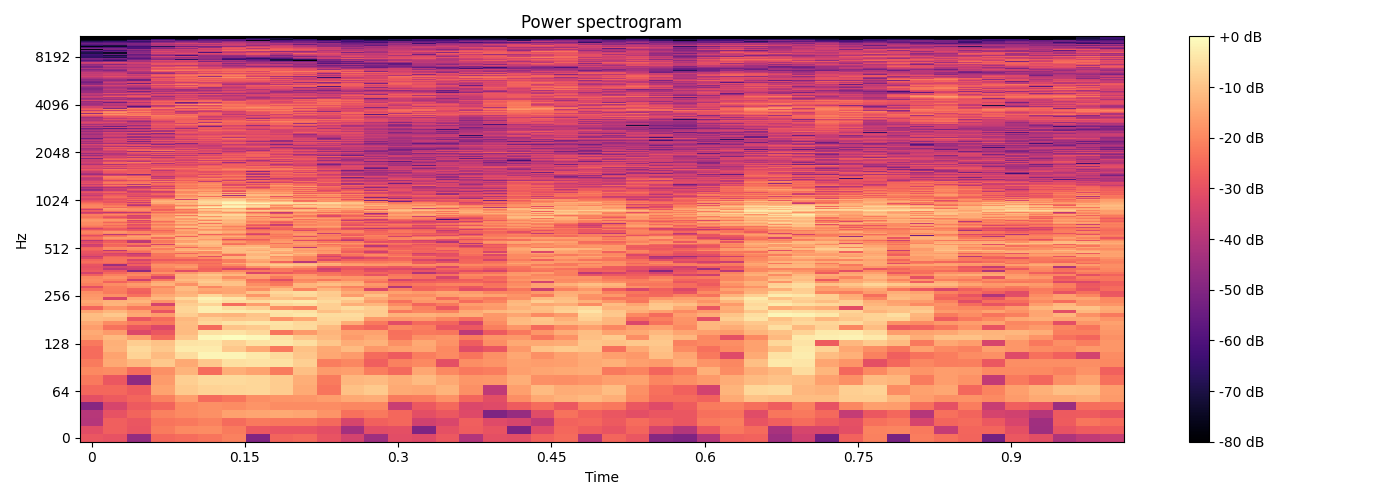 Power spectrogram
Hz
8192
4096
2048
1024
512
256
128
64
0
0 0.15 0.3 0.45 0.6 0.75 0.9
Time
+0 dB
-10 dB
-20 dB
-30 dB
-40 dB
-50 dB
-60 dB
-70 dB
-80 dB